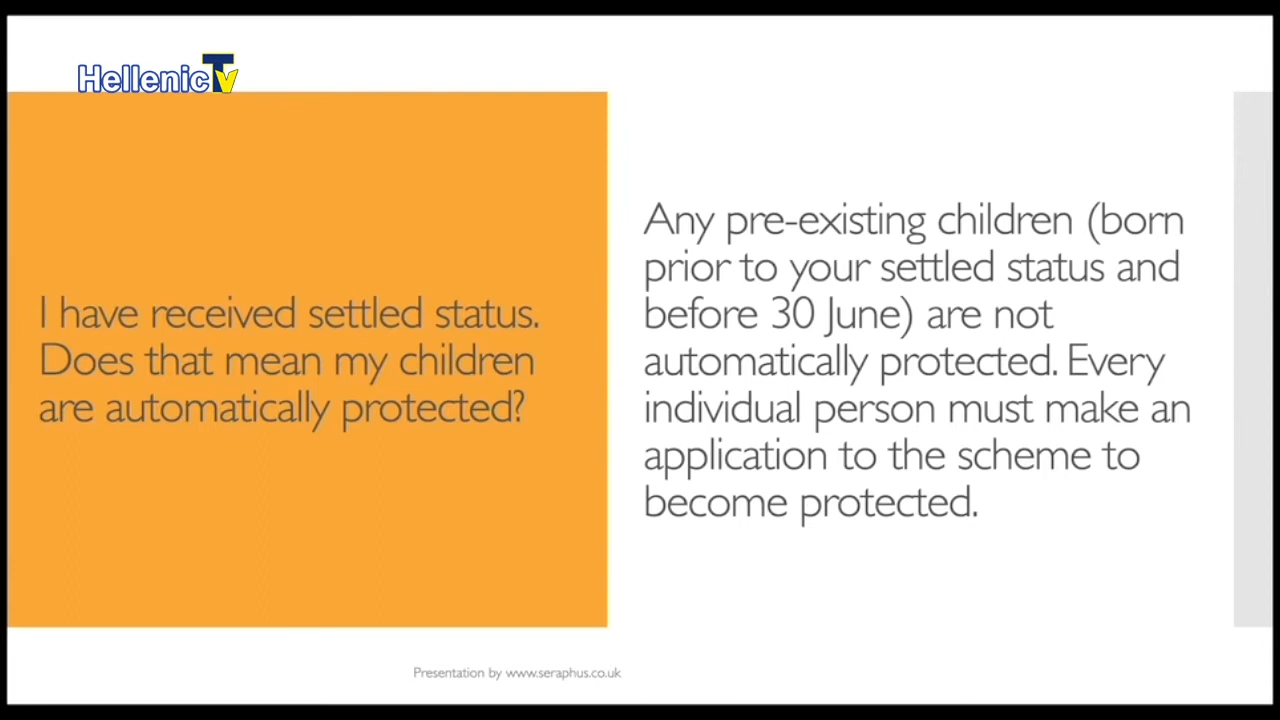 HellenicTv
I have received settled status.
Does that mean my children
are automatically protected?
Any pre-existing children (born
prior to your settled status and
before 30 June) are not
automatically protected. Every
individual person must make an
application to the scheme to
become protected.
Presentation by www.seraphus.co.uk